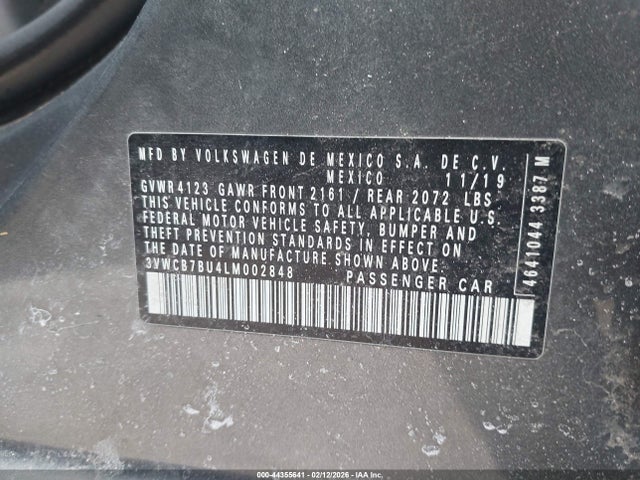 MFD BY VOLKSWAGEN DE MEXICO S.A. DE C.V.
MEXICO 11/19
GVWR 4123 GAWR FRONT 2161 / REAR 2072 LBS
THIS VEHICLE CONFORMS TO ALL APPLICABLE U.S.
FEDERAL MOTOR VEHICLE SAFETY, BUMPER AND
THEFT PREVENTION STANDARDS IN EFFECT ON
THE DATE OF MANUFACTURE SHOWN ABOVE
3VWCB7BU4LM002848 PASSENGER CAR
4641044 3387 M
000-44355641 - 02/12/2026 - IAAI.COM